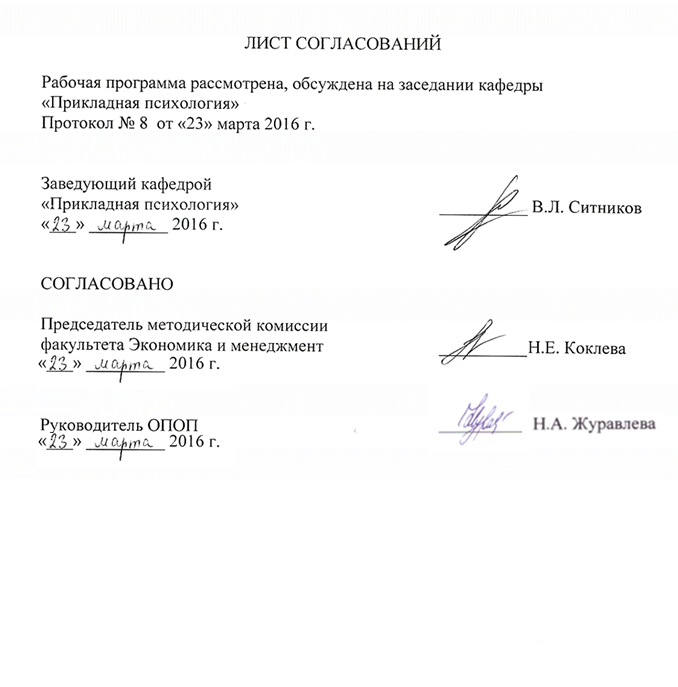 ЛИСТ СОГЛАСОВАНИЙ
Рабочая программа рассмотрена, обсуждена на заседании кафедры
«Прикладная психология»
Протокол № 8 от «23» марта 2016 г.
Заведующий кафедрой
«Прикладная психология»
«23» марта 2016 г.
В.Л. Ситников
СОГЛАСОВАНО
Председатель методической комиссии
факультета Экономика и менеджмент
«23» марта 2016 г.
Н.Е. Коклева
Руководитель ОПОП
«23» марта 2016 г.
Н.А. Журавлева